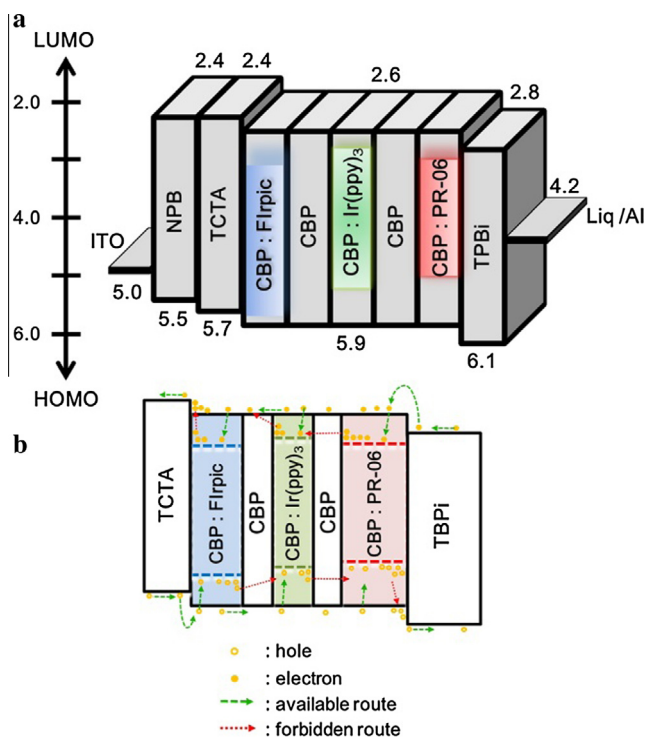 a
LUMO
2.4 2.4
2.6
2.8
2.0
4.0
6.0
HOMO
ITO
5.0
NPB
5.5
TCTA
5.7
CBP : FIrpic
CBP
CBP : Ir(ppy)3
CBP
CBP : PR-06
5.9
TPBi
6.1
4.2
Liq /Al
b
TCTA
CBP : FIrpic
CBP
CBP : Ir(ppy)3
CBP
CBP : PR-06
TBPi
: hole
: electron
: available route
: forbidden route